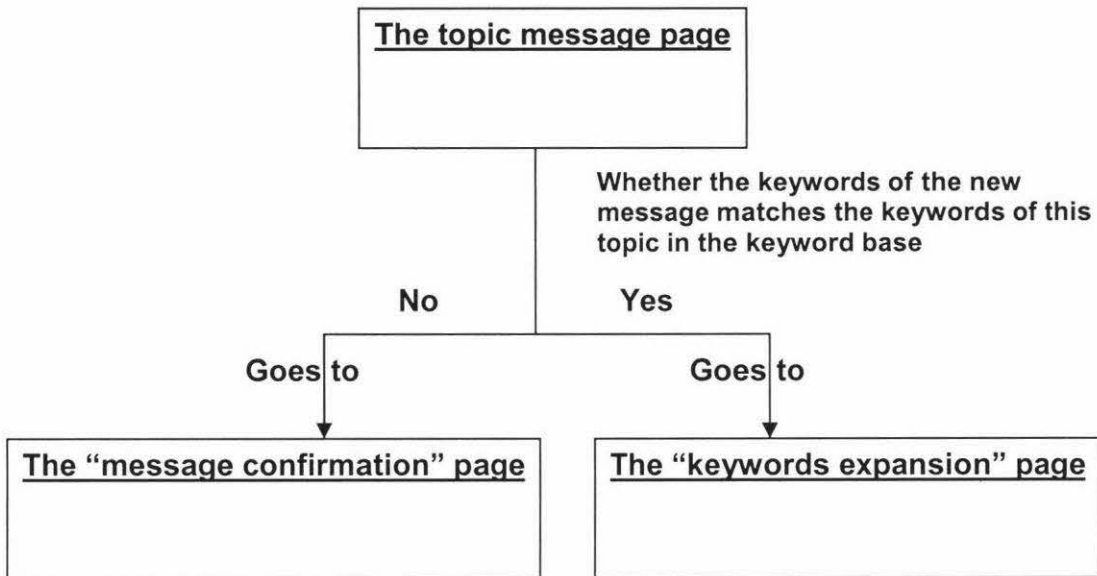 The topic message page
Whether the keywords of the new
message matches the keywords of this
topic in the keyword base
No
Yes
Goes to
Goes to
The “message confirmation” page
The “keywords expansion” page